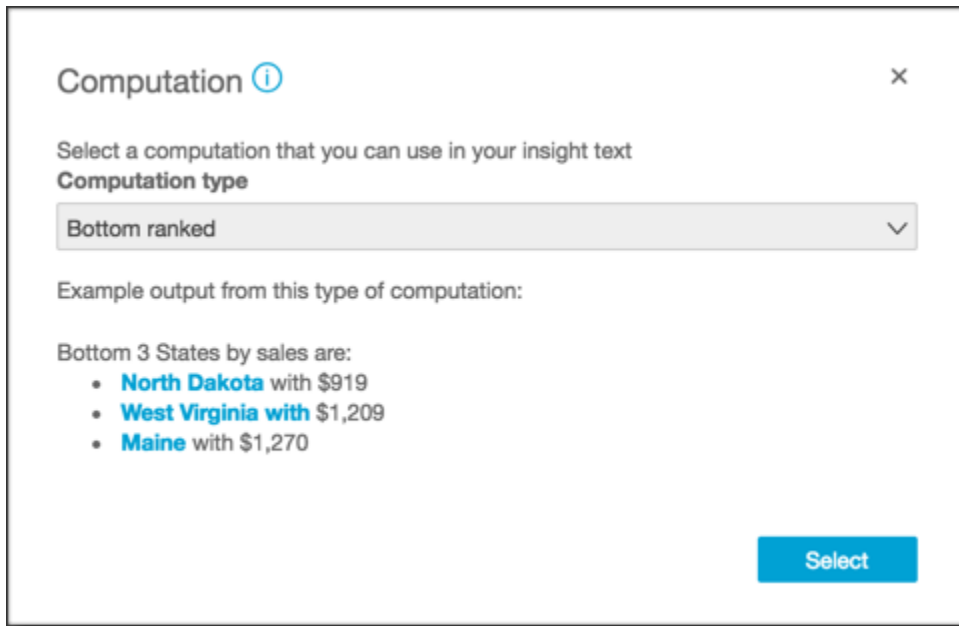 Computation
Select a computation that you can use in your insight text
Computation type
Bottom ranked
Example output from this type of computation:
Bottom 3 States by sales are:
• North Dakota with $919
• West Virginia with $1,209
• Maine with $1,270
Select